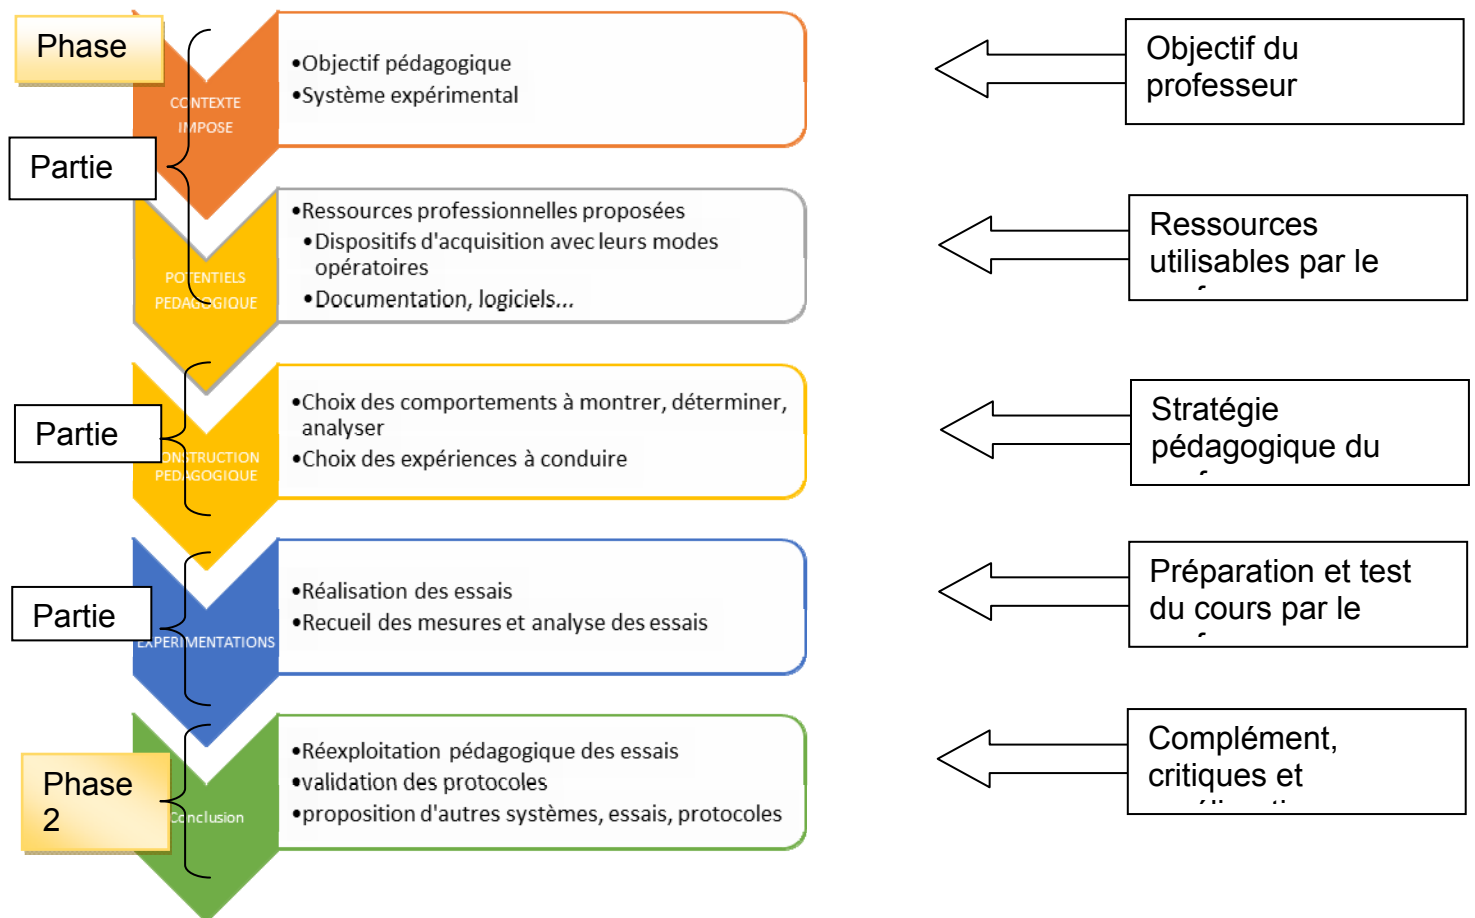 Phase
CONTEXTE
IMPOSE
•Objectif pédagogique
•Système expérimental
Objectif du
professeur
Partie
POTENTIELS
PEDAGOGIQUE
•Ressources professionnelles proposées
•Dispositifs d'acquisition avec leurs modes
opératoires
•Documentation, logiciels...
Ressources
utilisables par le
Partie
CONSTRUCTION
PEDAGOGIQUE
•Choix des comportements à montrer, déterminer,
analyser
•Choix des expériences à conduire
Stratégie
pédagogique du
Partie
EXPERIMENTATIONS
•Réalisation des essais
•Recueil des mesures et analyse des essais
Préparation et test
du cours par le
Phase
2
Conclusion
•Réexploitation pédagogique des essais
•validation des protocoles
•proposition d'autres systèmes, essais, protocoles
Complément,
critiques et